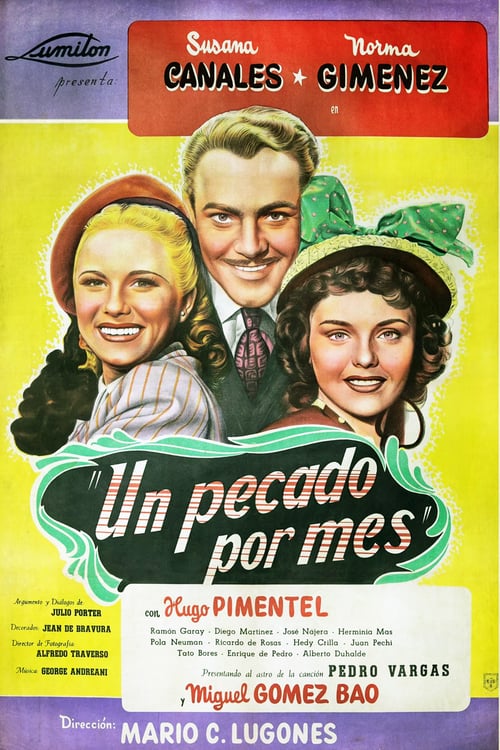 Lumiton
presenta:
Susana Norma
CANALES ★ GIMENEZ
en
"Un pecado
por mes"
Argumento y Diálogos de
JULIO PORTER
Decorados: JEAN DE BRAVURA
Director de Fotografía
ALFREDO TRAVERSO
Música: GEORGE ANDREANI
con Hugo PIMENTEL
Ramón Garay - Diego Martinez - José Nájera - Herminia Mas
Pola Neuman - Ricardo de Rosas - Hedy Crilla - Juan Pechi
Tato Bores - Enrique de Pedro - Alberto Duhalde
Presentando al astro de la canción PEDRO VARGAS
y Miguel GOMEZ BAO
Dirección:
MARIO C. LUGONES